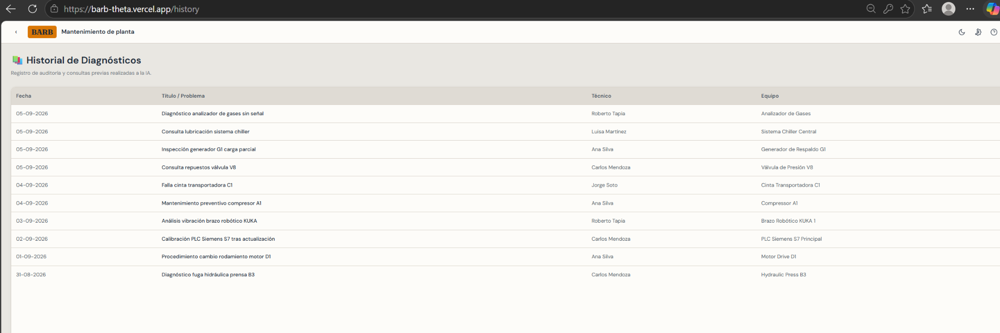 https://barb-theta.vercel.app/history
BARB Mantenimiento de planta
Historial de Diagnósticos
Registro de auditoría y consultas previas realizadas a la IA.
Fecha Título / Problema Técnico Equipo
05-09-2026 Diagnóstico analizador de gases sin señal Roberto Tapia Analizador de Gases
05-09-2026 Consulta lubricación sistema chiller Luisa Martínez Sistema Chiller Central
05-09-2026 Inspección generador G1 carga parcial Ana Silva Generador de Respaldo G1
05-09-2026 Consulta repuestos válvula V8 Carlos Mendoza Válvula de Presión V8
04-09-2026 Falla cinta transportadora C1 Jorge Soto Cinta Transportadora C1
04-09-2026 Mantenimiento preventivo compresor A1 Ana Silva Compressor A1
03-09-2026 Análisis vibración brazo robótico KUKA Roberto Tapia Brazo Robótico KUKA 1
02-09-2026 Calibración PLC Siemens S7 tras actualización Carlos Mendoza PLC Siemens S7 Principal
01-09-2026 Procedimiento cambio rodamiento motor D1 Ana Silva Motor Drive D1
31-08-2026 Diagnóstico fuga hidráulica prensa B3 Carlos Mendoza Hydraulic Press B3